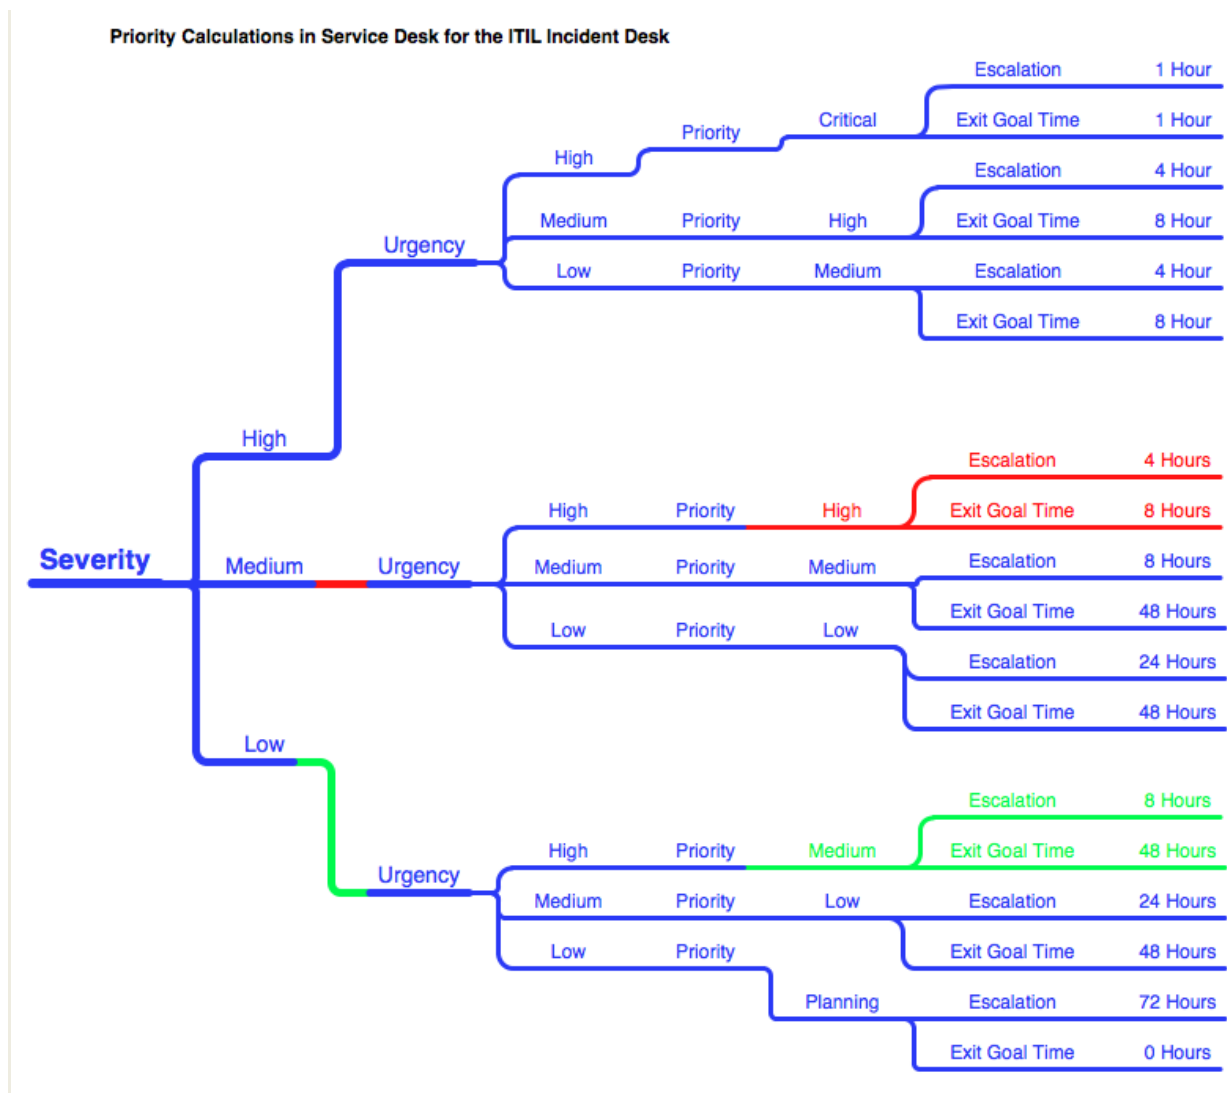 Priority Calculations in Service Desk for the ITIL Incident Desk
Escalation 1 Hour
Critical Exit Goal Time 1 Hour
Priority
High
Escalation 4 Hour
Medium Priority High Exit Goal Time 8 Hour
Urgency
Low Priority Medium Escalation 4 Hour
Exit Goal Time 8 Hour
High
Escalation 4 Hours
High Priority High Exit Goal Time 8 Hours
Severity
Medium Urgency Medium Priority Medium Escalation 8 Hours
Exit Goal Time 48 Hours
Low Priority Low
Escalation 24 Hours
Exit Goal Time 48 Hours
Low
Escalation 8 Hours
High Priority Medium Exit Goal Time 48 Hours
Urgency
Medium Priority Low Escalation 24 Hours
Low Priority Exit Goal Time 48 Hours
Planning Escalation 72 Hours
Exit Goal Time 0 Hours